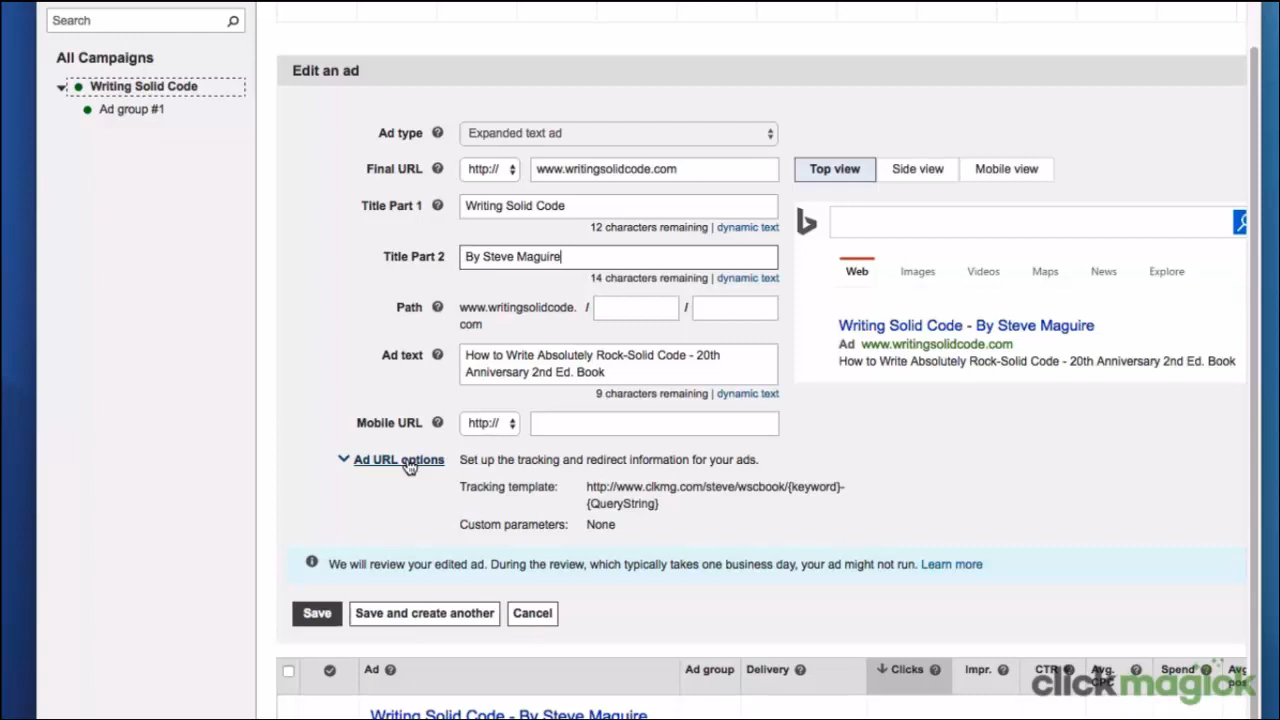 Search
All Campaigns
Writing Solid Code
Ad group #1
Edit an ad
Ad type Expanded text ad
Final URL http:// www.writingsolidcode.com
Top view Side view Mobile view
Title Part 1 Writing Solid Code
12 characters remaining | dynamic text
Title Part 2 By Steve Maguire
14 characters remaining | dynamic text
Path www.writingsolidcode. / /
com
Ad text How to Write Absolutely Rock-Solid Code - 20th
Anniversary 2nd Ed. Book
9 characters remaining | dynamic text
Mobile URL http://
Ad URL options Set up the tracking and redirect information for your ads.
Tracking template: http://www.clkmg.com/steve/wscbook/{keyword}-
{QueryString}
Custom parameters: None
Web Images Videos Maps News Explore
Writing Solid Code - By Steve Maguire
Ad www.writingsolidcode.com
How to Write Absolutely Rock-Solid Code - 20th Anniversary 2nd Ed. Book
We will review your edited ad. During the review, which typically takes one business day, your ad might not run. Learn more
Save Save and create another Cancel
Ad Ad group Delivery Clicks Impr. CTR Avg. CPC Spend Avg. pos
clickmagick
Writing Solid Code - By Steve Maguire